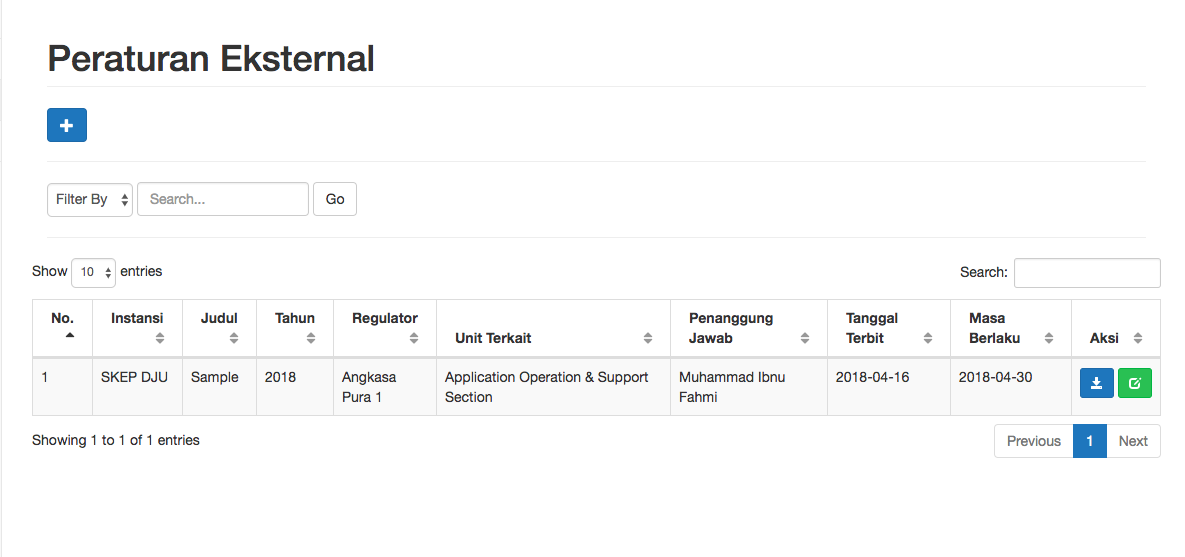 Peraturan Eksternal
+
Filter By Search... Go
Show 10 entries Search:
No. Instansi Judul Tahun Regulator Unit Terkait Penanggung Jawab Tanggal Terbit Masa Berlaku Aksi
1 SKEP DJU Sample 2018 Angkasa Pura 1 Application Operation & Support Section Muhammad Ibnu Fahmi 2018-04-16 2018-04-30
Showing 1 to 1 of 1 entries Previous 1 Next